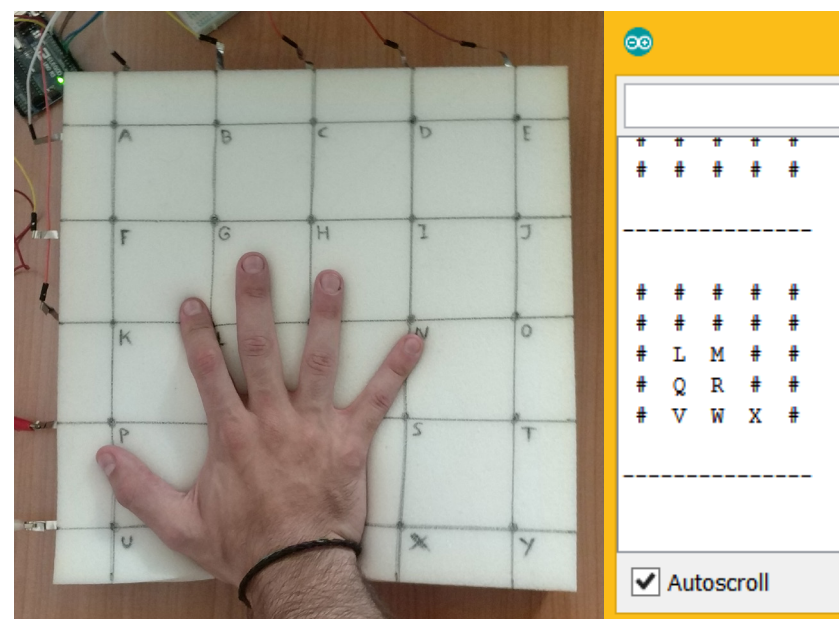 A B C D E
F G H I J
K L N O
P S T
U X Y
# # # # #
# # # # #
----------------
# # # # #
# # # # #
# L M # #
# Q R # #
# V W X #
----------------
Autoscroll